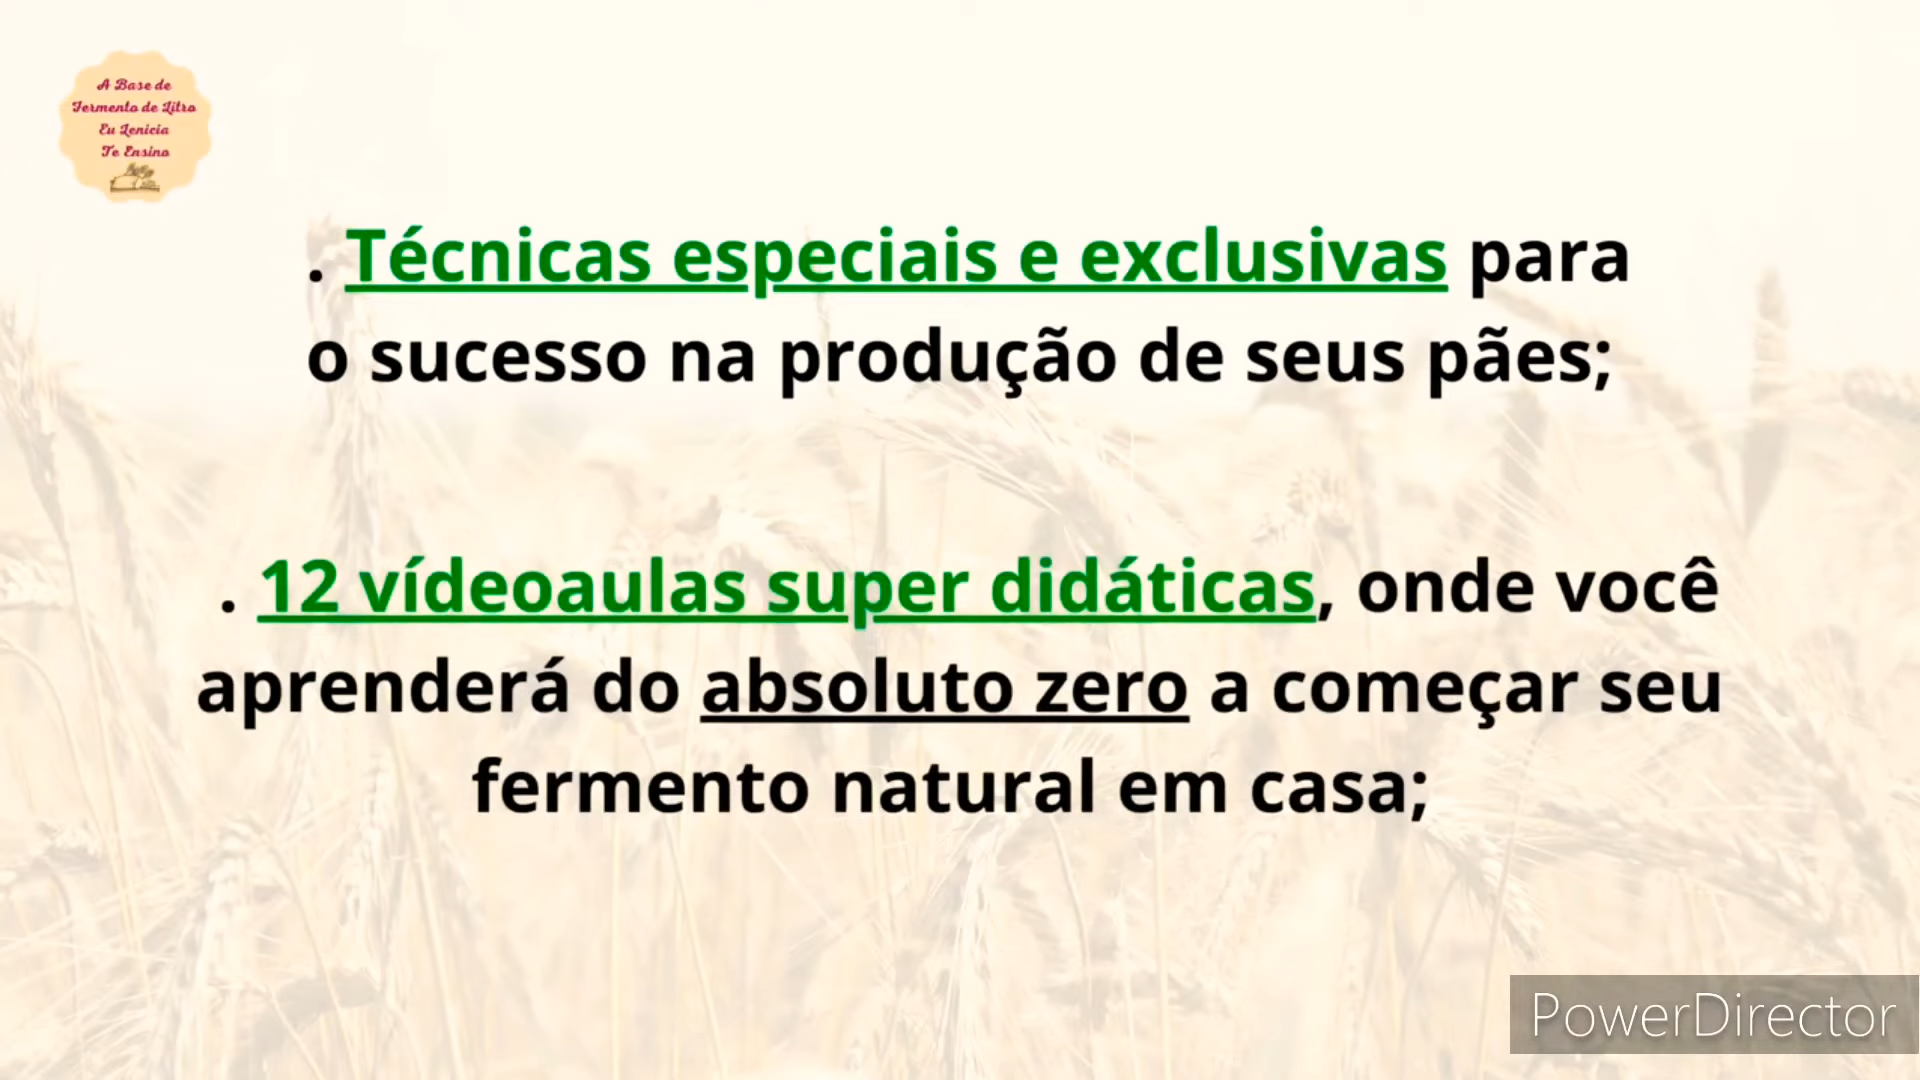 A Base de
Fermento de Litro
Eu Lenicia
Te Ensino
. Técnicas especiais e exclusivas para
o sucesso na produção de seus pães;
. 12 vídeoaulas super didáticas, onde você
aprenderá do absoluto zero a começar seu
fermento natural em casa;
PowerDirector